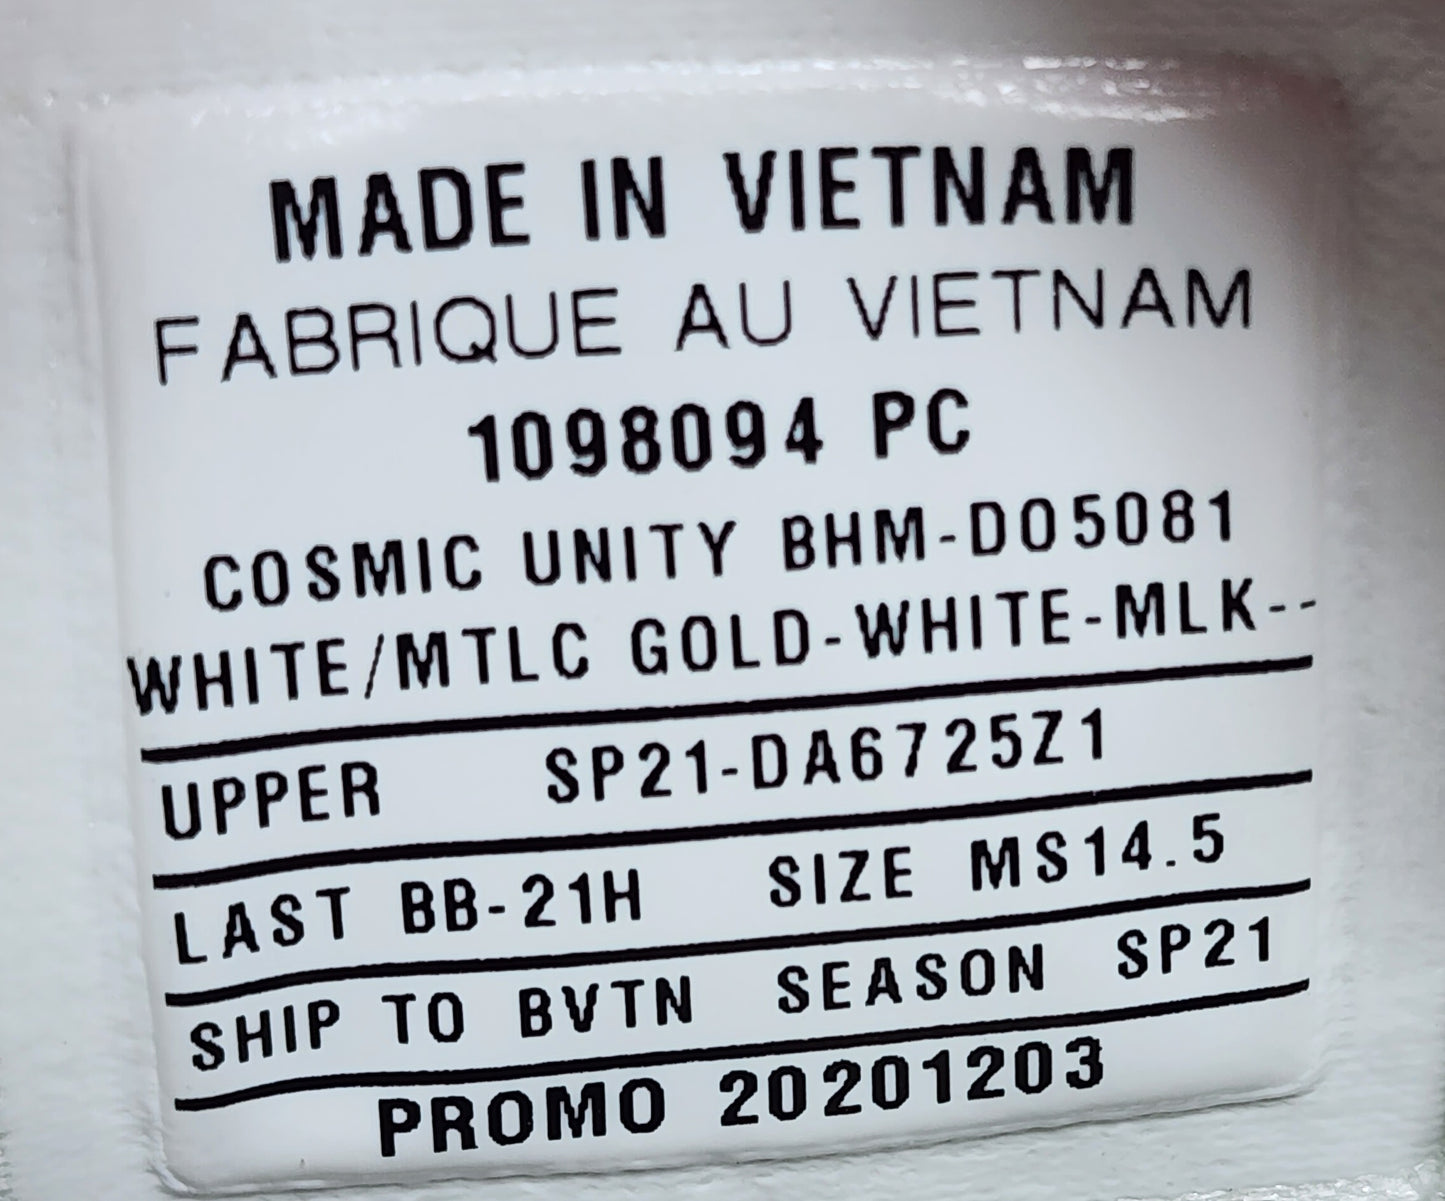 MADE IN VIETNAM
FABRIQUE AU VIETNAM
1098094 PC
COSMIC UNITY BHM-DO5081
WHITE/MTLC GOLD-WHITE-MLK--
UPPER SP21-DA6725Z1
LAST BB-21H SIZE MS14.5
SHIP TO BVTN SEASON SP21
PROMO 20201203